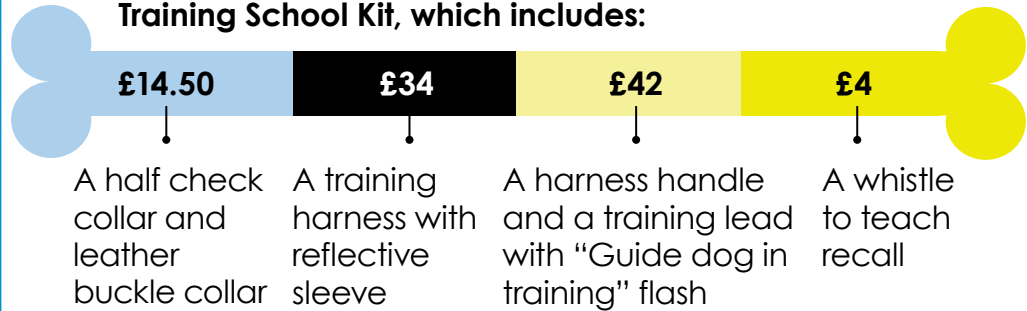 Training School Kit, which includes:
£14.50
£34
£42
£4
A half check
collar and
leather
buckle collar
A training
harness with
reflective
sleeve
A harness handle
and a training lead
with “Guide dog in
training” flash
A whistle
to teach
recall